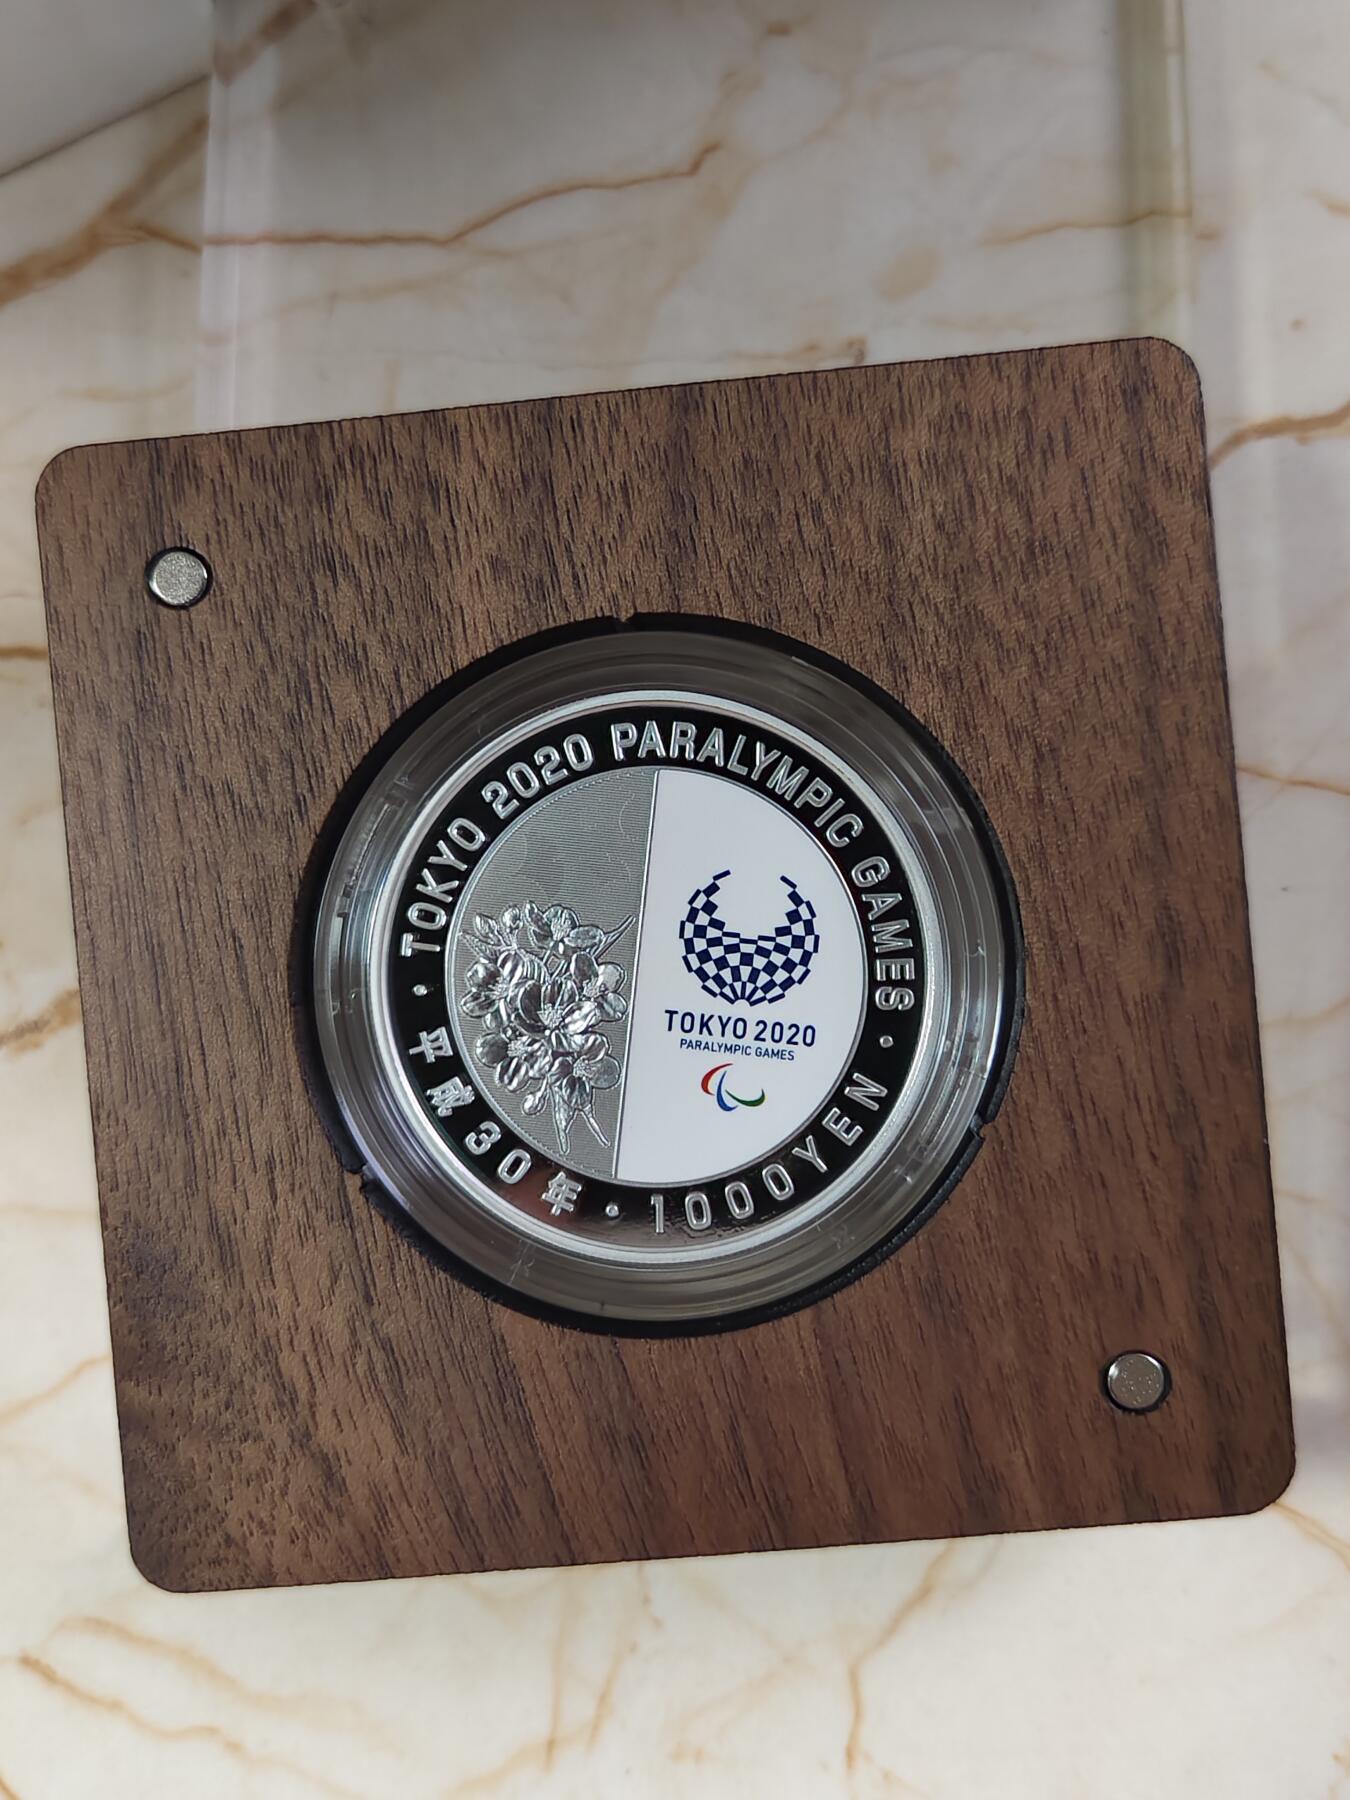 TOKYO 2020 PARALYMPIC GAMES
TOKYO 2020
PARALYMPIC GAMES
平成30年・1000YEN